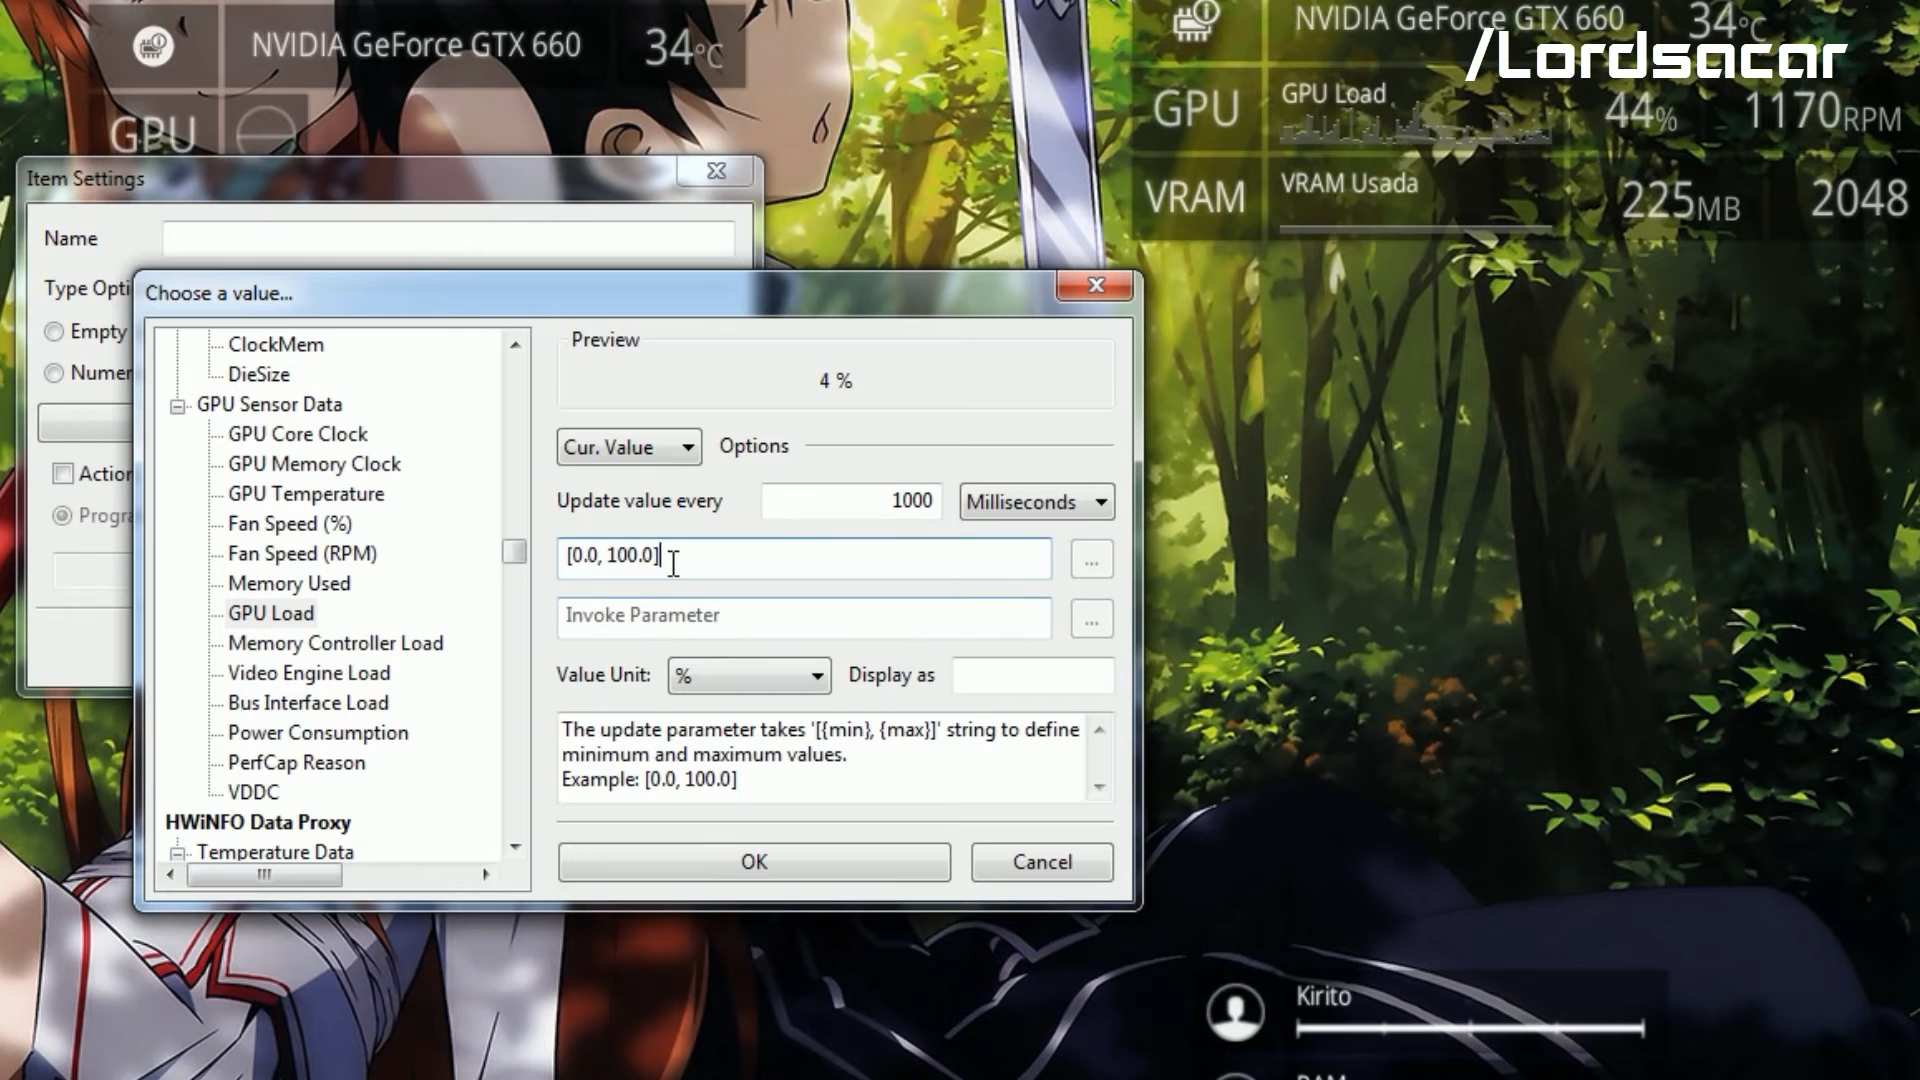 NVIDIA GeForce GTX 660
34°C
GPU
NVIDIA GeForce GTX 660
34°C
/Lordsacar
GPU
GPU Load
44%
1170RPM
VRAM
VRAM Usada
225MB
2048
Item Settings
Name
Type Opti
Empty
Numer
Action
Progra
Choose a value...
ClockMem
DieSize
GPU Sensor Data
GPU Core Clock
GPU Memory Clock
GPU Temperature
Fan Speed (%)
Fan Speed (RPM)
Memory Used
GPU Load
Memory Controller Load
Video Engine Load
Bus Interface Load
Power Consumption
PerfCap Reason
VDDC
HWiNFO Data Proxy
Temperature Data
Preview
4 %
Cur. Value
Options
Update value every
1000
Milliseconds
[0.0, 100.0]
...
Invoke Parameter
...
Value Unit:
%
Display as
The update parameter takes '[{min}, {max}]' string to define
minimum and maximum values.
Example: [0.0, 100.0]
OK
Cancel
Kirito